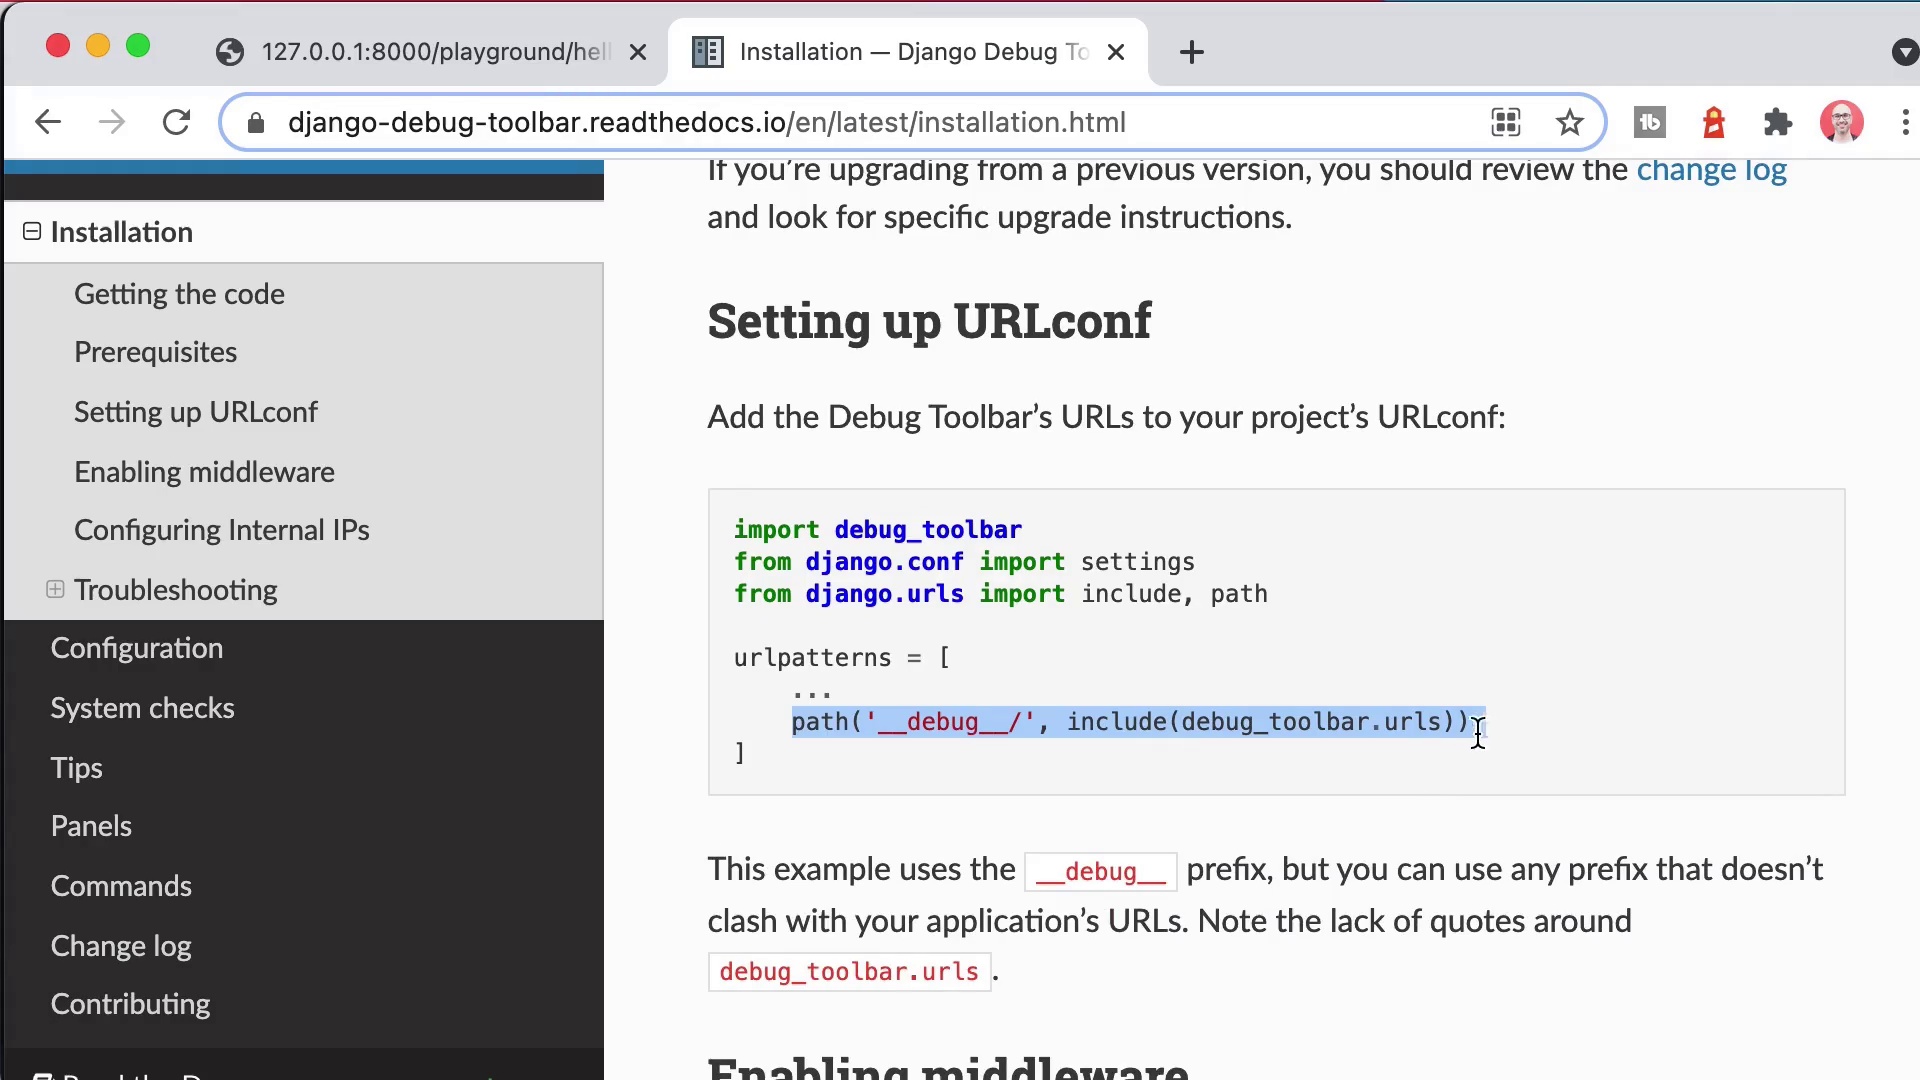 127.0.0.1:8000/playground/hell
Installation — Django Debug To
django-debug-toolbar.readthedocs.io/en/latest/installation.html
Installation
Getting the code
Prerequisites
Setting up URLconf
Enabling middleware
Configuring Internal IPs
Troubleshooting
Configuration
System checks
Tips
Panels
Commands
Change log
Contributing
If you're upgrading from a previous version, you should review the change log
and look for specific upgrade instructions.
Setting up URLconf
Add the Debug Toolbar's URLs to your project's URLconf:
import debug_toolbar
from django.conf import settings
from django.urls import include, path
urlpatterns = [
...
path('__debug__/', include(debug_toolbar.urls)),
]
This example uses the __debug__ prefix, but you can use any prefix that doesn't
clash with your application's URLs. Note the lack of quotes around
debug_toolbar.urls.
Enabling middleware